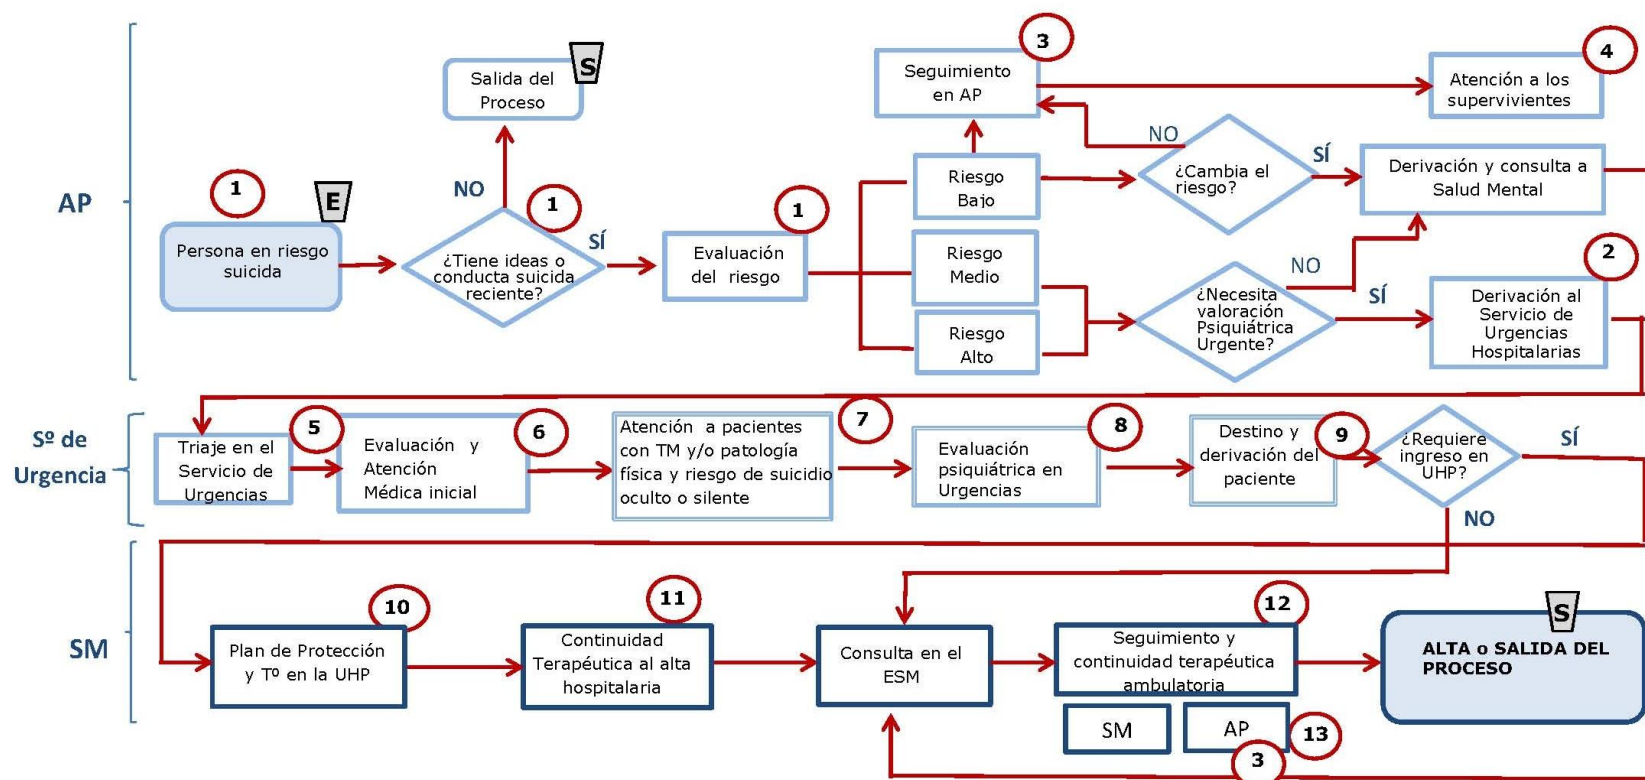 AP
1
E
Persona en riesgo
suicida
S
Salida del
Proceso
NO
1
¿Tiene ideas o
conducta suicida
reciente?
SÍ
1
Evaluación
del riesgo
3
Seguimiento
en AP
Riesgo
Bajo
Riesgo
Medio
Riesgo
Alto
NO
¿Cambia el
riesgo?
SÍ
4
Atención a los
supervivientes
Derivación y consulta a
Salud Mental
NO
¿Necesita
valoración
Psiquiátrica
Urgente?
SÍ
2
Derivación al
Servicio de
Urgencias
Hospitalarias
Sº de
Urgencia
Triaje en el
Servicio de
Urgencias
5
Evaluación y
Atención
Médica inicial
6
Atención a pacientes
con TM y/o patología
física y riesgo de suicidio
oculto o silente
7
Evaluación
psiquiátrica en
Urgencias
8
Destino y
derivación del
paciente
9
¿Requiere
ingreso en
UHP?
SÍ
NO
SM
10
Plan de Protección
y Tº en la UHP
11
Continuidad
Terapéutica al alta
hospitalaria
Consulta en el
ESM
12
Seguimiento y
continuidad terapéutica
ambulatoria
SM
AP
13
3
S
ALTA o SALIDA DEL
PROCESO